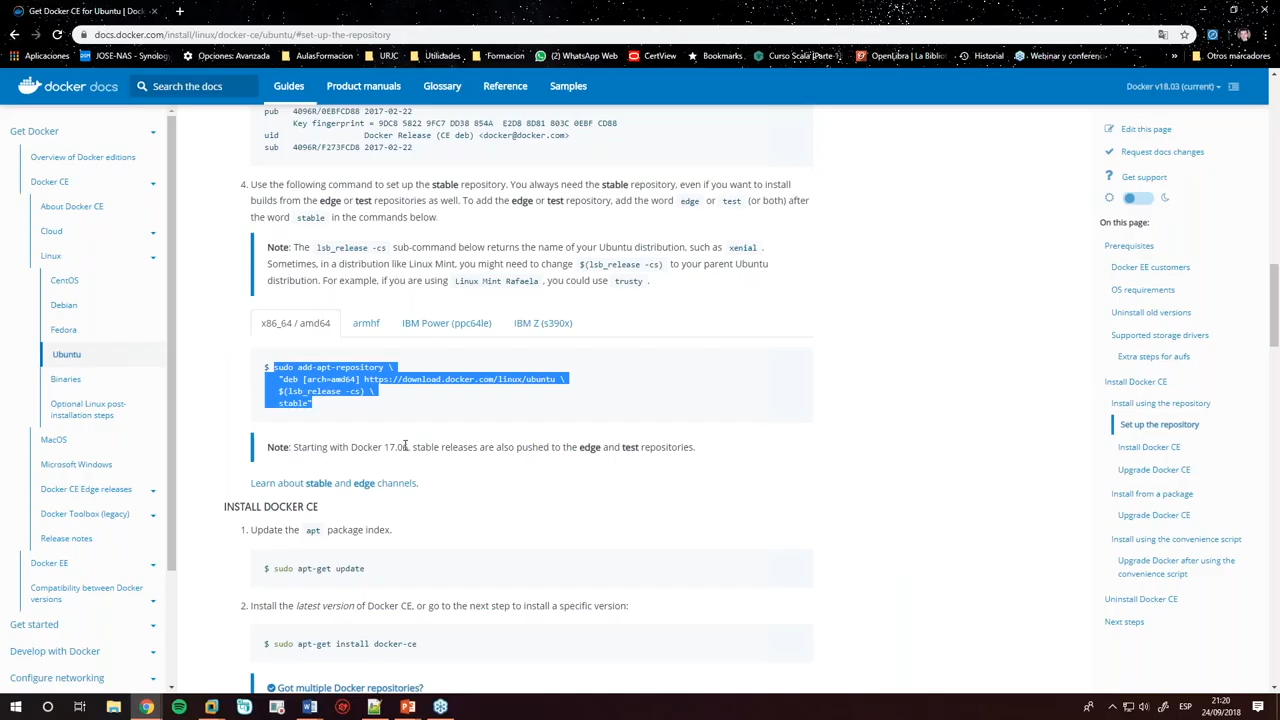 Get Docker CE for Ubuntu | Dock
docs.docker.com/install/linux/docker-ce/ubuntu/#set-up-the-repository
Aplicaciones
JOSE-NAS - Synolog
Opciones: Avanzada
AulasFormacion
URJC
Utilidades
*Formacion
(2) WhatsApp Web
CertView
Bookmarks
Curso Scala (Parte 1
OpenLibra | La Biblio
Historial
Webinar y conferenc
»
Otros marcadores
docker docs
Search the docs
Guides
Product manuals
Glossary
Reference
Samples
Docker v18.03 (current)
Get Docker
Overview of Docker editions
Docker CE
About Docker CE
Cloud
Linux
CentOS
Debian
Fedora
Ubuntu
Binaries
Optional Linux post-
installation steps
MacOS
Microsoft Windows
Docker CE Edge releases
Docker Toolbox (legacy)
Release notes
Docker EE
Compatibility between Docker
versions
Get started
Develop with Docker
Configure networking
pub 4096R/0EBFCD88 2017-02-22
Key fingerprint = 9DC8 5822 9FC7 DD38 854A E2D8 8D81 803C 0EBF CD88
uid Docker Release (CE deb) <docker@docker.com>
sub 4096R/F273FCD8 2017-02-22
4. Use the following command to set up the stable repository. You always need the stable repository, even if you want to install
builds from the edge or test repositories as well. To add the edge or test repository, add the word edge or test (or both) after
the word stable in the commands below.
Note: The lsb_release -cs sub-command below returns the name of your Ubuntu distribution, such as xenial .
Sometimes, in a distribution like Linux Mint, you might need to change $(lsb_release -cs) to your parent Ubuntu
distribution. For example, if you are using Linux Mint Rafaela , you could use trusty .
x86_64 / amd64
armhf
IBM Power (ppc64le)
IBM Z (s390x)
$ sudo add-apt-repository \
"deb [arch=amd64] https://download.docker.com/linux/ubuntu \
$(lsb_release -cs) \
stable"
Note: Starting with Docker 17.06, stable releases are also pushed to the edge and test repositories.
Learn about stable and edge channels.
INSTALL DOCKER CE
1. Update the apt package index.
$ sudo apt-get update
2. Install the latest version of Docker CE, or go to the next step to install a specific version:
$ sudo apt-get install docker-ce
Got multiple Docker repositories?
Edit this page
Request docs changes
Get support
On this page:
Prerequisites
Docker EE customers
OS requirements
Uninstall old versions
Supported storage drivers
Extra steps for aufs
Install Docker CE
Install using the repository
Set up the repository
Install Docker CE
Upgrade Docker CE
Install from a package
Upgrade Docker CE
Install using the convenience script
Upgrade Docker after using the
convenience script
Uninstall Docker CE
Next steps
ESP
21:20
24/09/2018